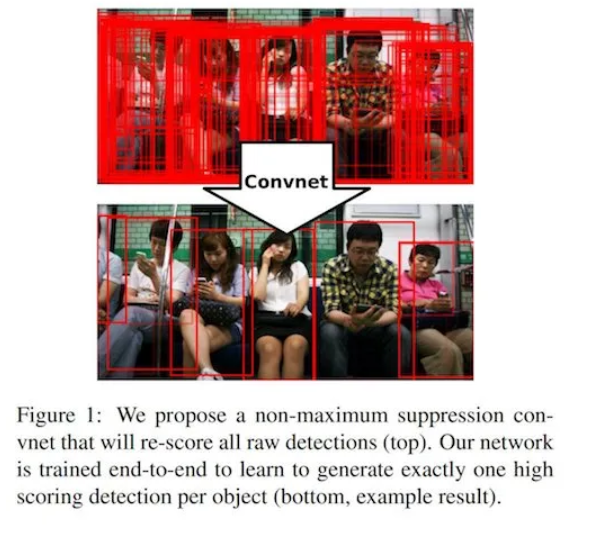 Convnet
Figure 1: We propose a non-maximum suppression con-
vnet that will re-score all raw detections (top). Our network
is trained end-to-end to learn to generate exactly one high
scoring detection per object (bottom, example result).